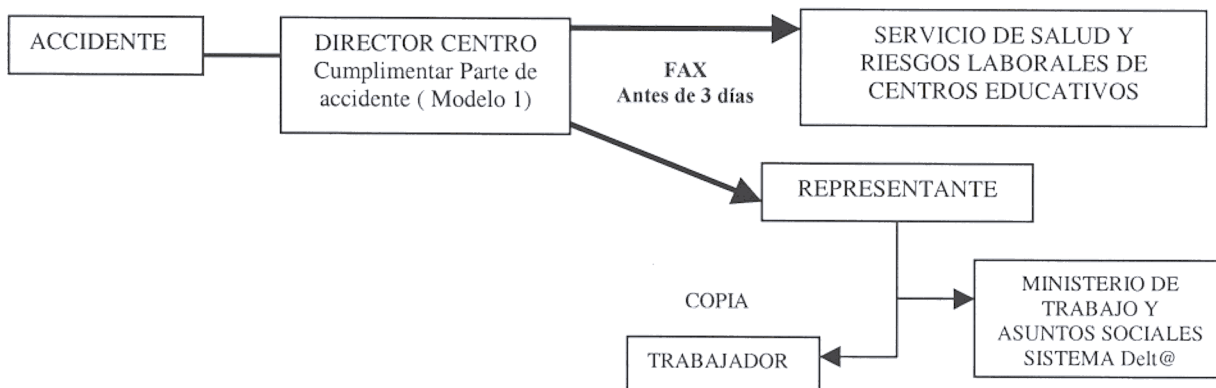 ACCIDENTE
DIRECTOR CENTRO
Cumplimentar Parte de
accidente ( Modelo 1)
FAX
Antes de 3 días
SERVICIO DE SALUD Y
RIESGOS LABORALES DE
CENTROS EDUCATIVOS
REPRESENTANTE
COPIA
TRABAJADOR
MINISTERIO DE
TRABAJO Y
ASUNTOS SOCIALES
SISTEMA Delt@